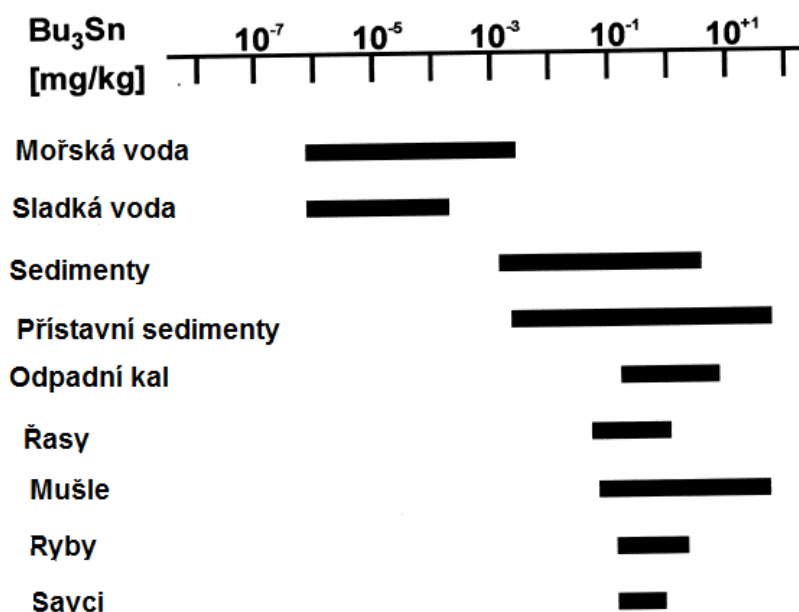 Bu₃Sn 10⁻⁷ 10⁻⁵ 10⁻³ 10⁻¹ 10⁺¹
[mg/kg]
Mořská voda
Sladká voda
Sedimenty
Přístavní sedimenty
Odpadní kal
Řasy
Mušle
Ryby
Savci